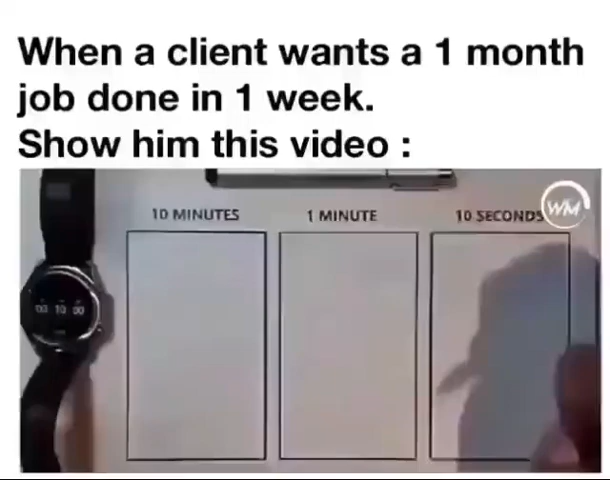 When a client wants a 1 month
job done in 1 week.
Show him this video :
10 MINUTES 1 MINUTE 10 SECONDS
WM
00 10 00